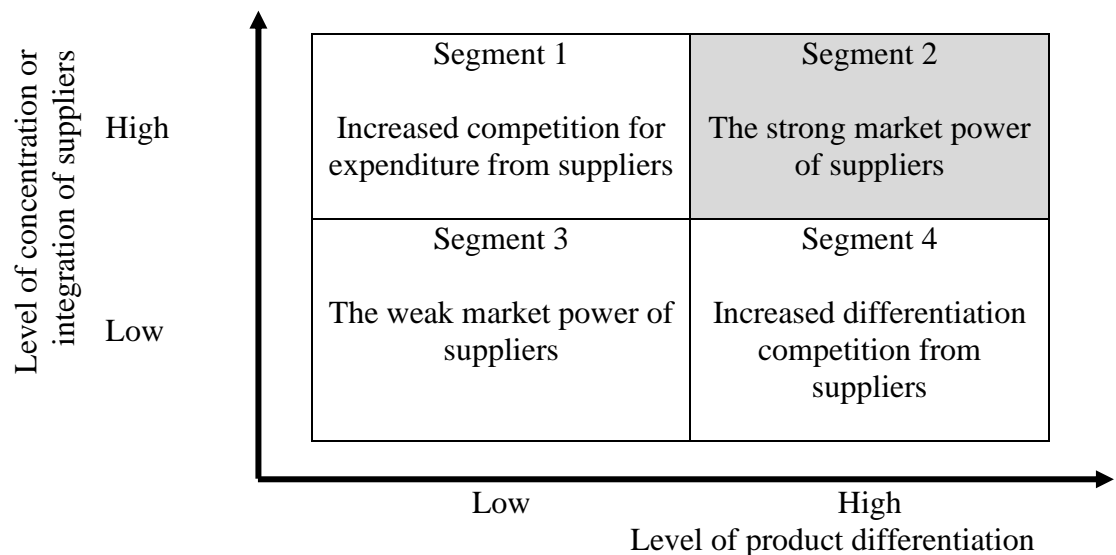 Level of concentration or
integration of suppliers
High
Low
Segment 1
Increased competition for
expenditure from suppliers
Segment 2
The strong market power
of suppliers
Segment 3
The weak market power of
suppliers
Segment 4
Increased differentiation
competition from
suppliers
Low
High
Level of product differentiation